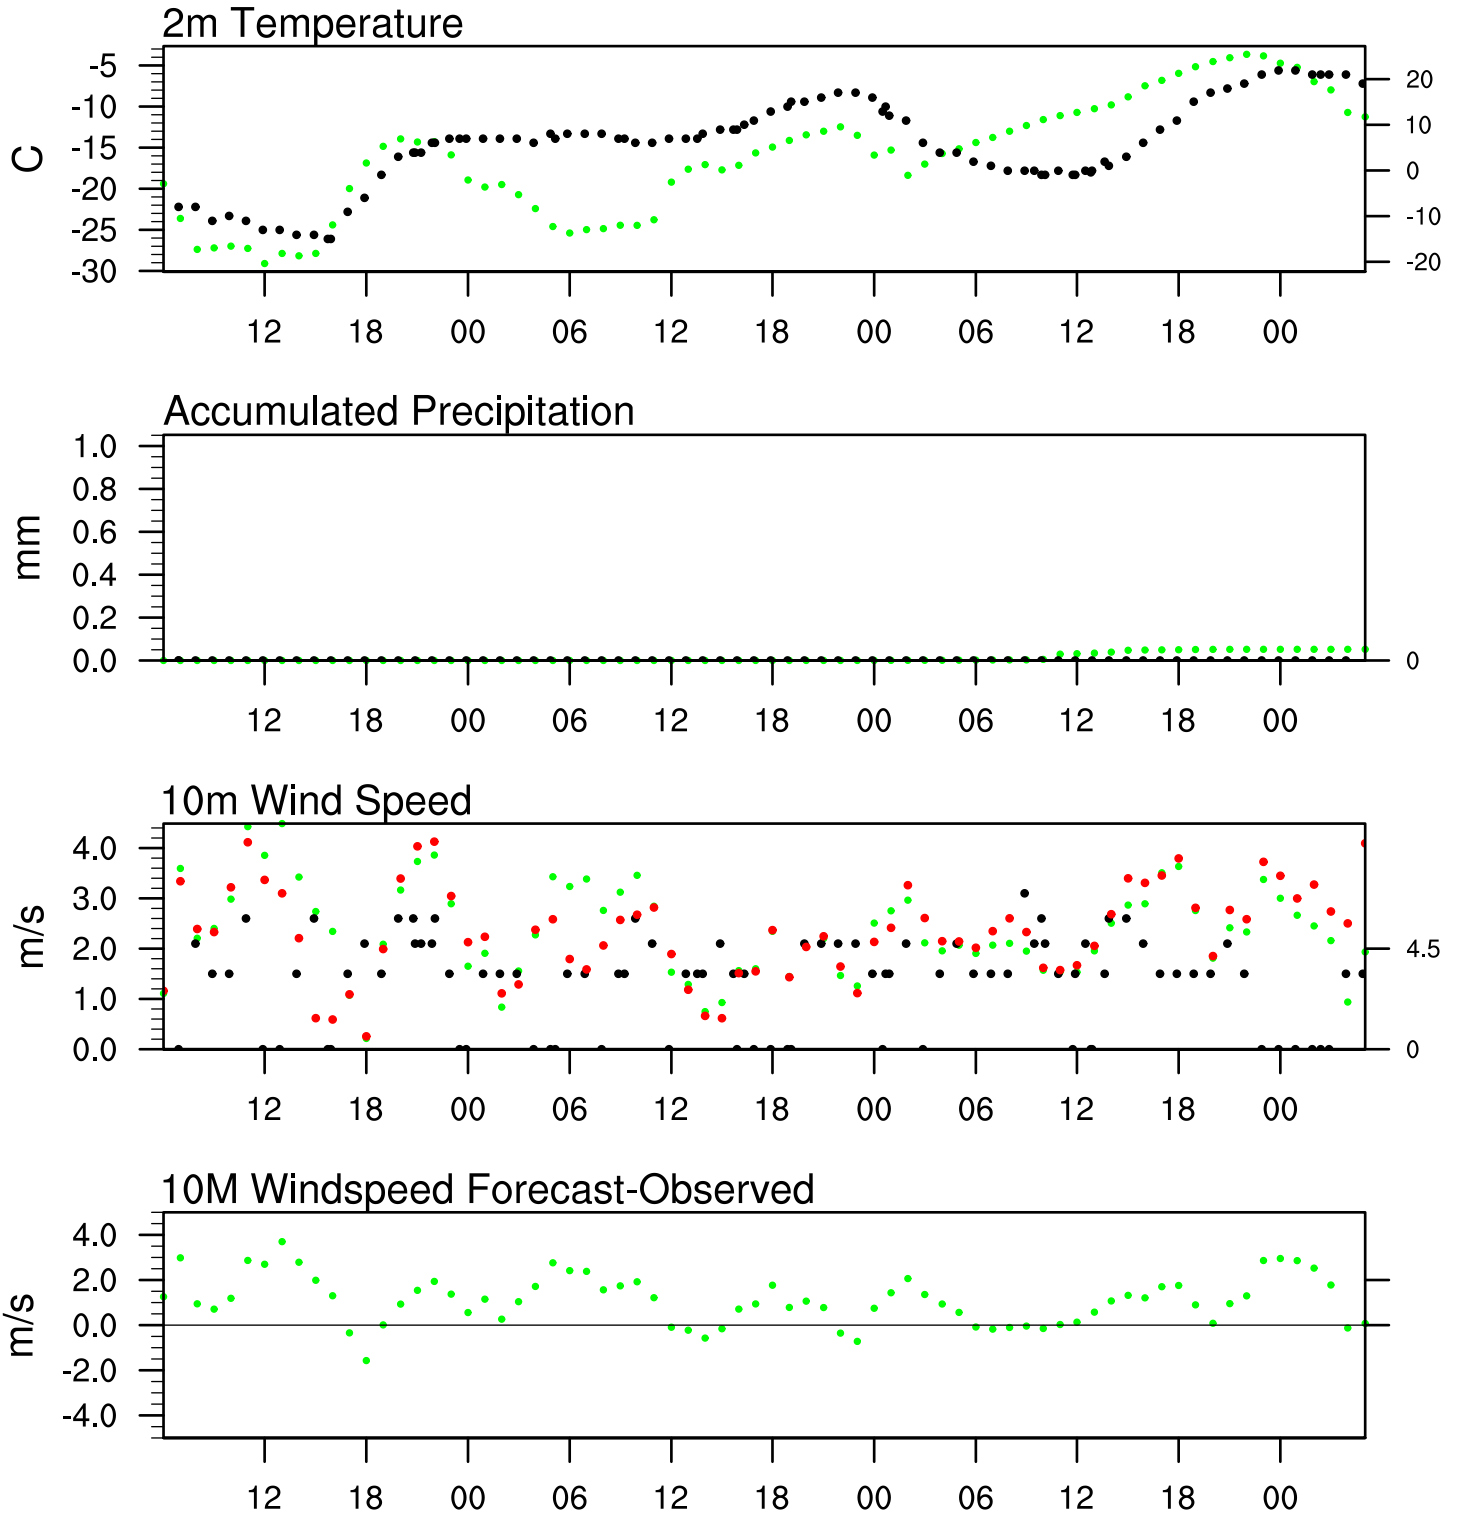 2m Temperature
-5
-10
-15
-20
-25
-30
C
20
10
0
-10
-20
12 18 00 06 12 18 00 06 12 18 00
Accumulated Precipitation
1.0
0.8
0.6
0.4
0.2
0.0
mm
0
12 18 00 06 12 18 00 06 12 18 00
10m Wind Speed
4.0
3.0
2.0
1.0
0.0
m/s
4.5
0
12 18 00 06 12 18 00 06 12 18 00
10M Windspeed Forecast-Observed
4.0
2.0
0.0
-2.0
-4.0
m/s
12 18 00 06 12 18 00 06 12 18 00